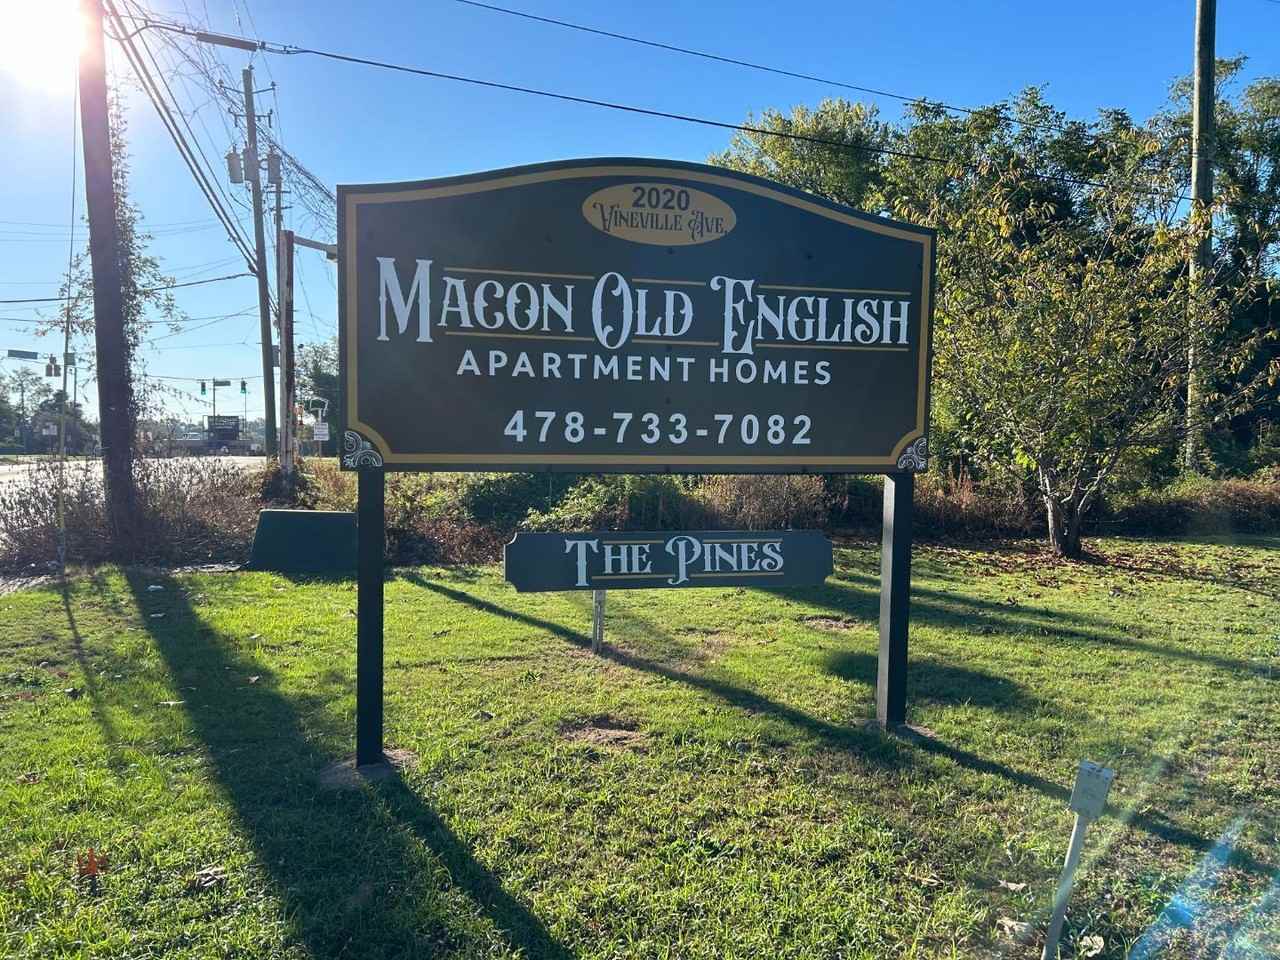 2020
Vineville Ave.
Macon Old English
APARTMENT HOMES
478-733-7082
The Pines